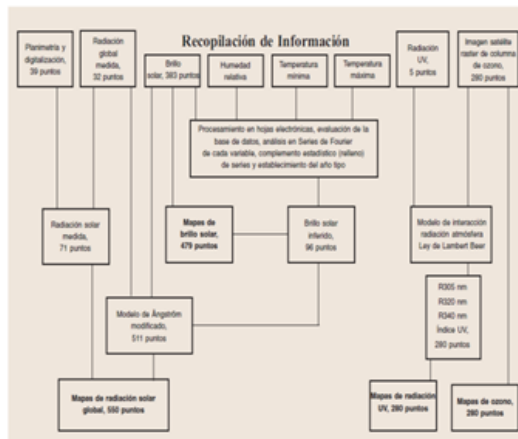 Recopilación de Información
Planimetría y
digitalización,
39 puntos
Radiación
global
medida,
32 puntos
Brillo
solar, 383 puntos
Humedad
relativa
Temperatura
mínima
Temperatura
máxima
Radiación
UV,
5 puntos
Imagen satélite
raster de columna
de ozono,
280 puntos
Procesamiento en hojas electrónicas, evaluación de la
base de datos, análisis en Series de Fourier
de cada variable, complemento estadístico (relleno)
de series y establecimiento del año tipo
Radiación solar
medida,
71 puntos
Mapas de
brillo solar,
479 puntos
Brillo solar
inferido,
96 puntos
Modelo de interacción
radiación atmósfera
Ley de Lambert Beer
R305 nm
R320 nm
R340 nm
Índice UV,
280 puntos
Modelo de Ångström
modificado,
511 puntos
Mapas de radiación solar
global, 550 puntos
Mapas de radiación
UV, 280 puntos
Mapas de ozono,
280 puntos